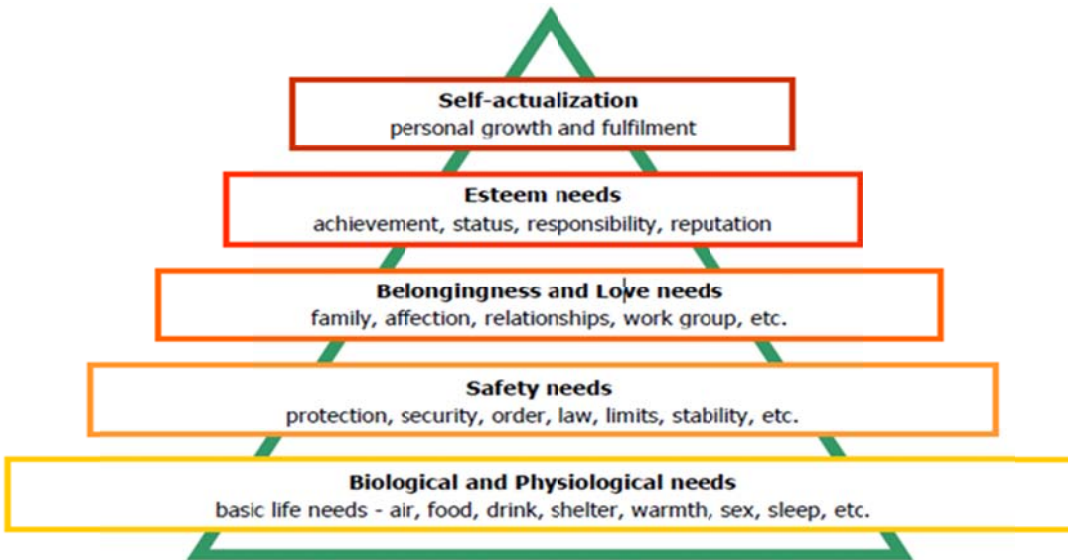 Self-actualization
personal growth and fulfilment
Esteem needs
achievement, status, responsibility, reputation
Belongingness and Love needs
family, affection, relationships, work group, etc.
Safety needs
protection, security, order, law, limits, stability, etc.
Biological and Physiological needs
basic life needs - air, food, drink, shelter, warmth, sex, sleep, etc.